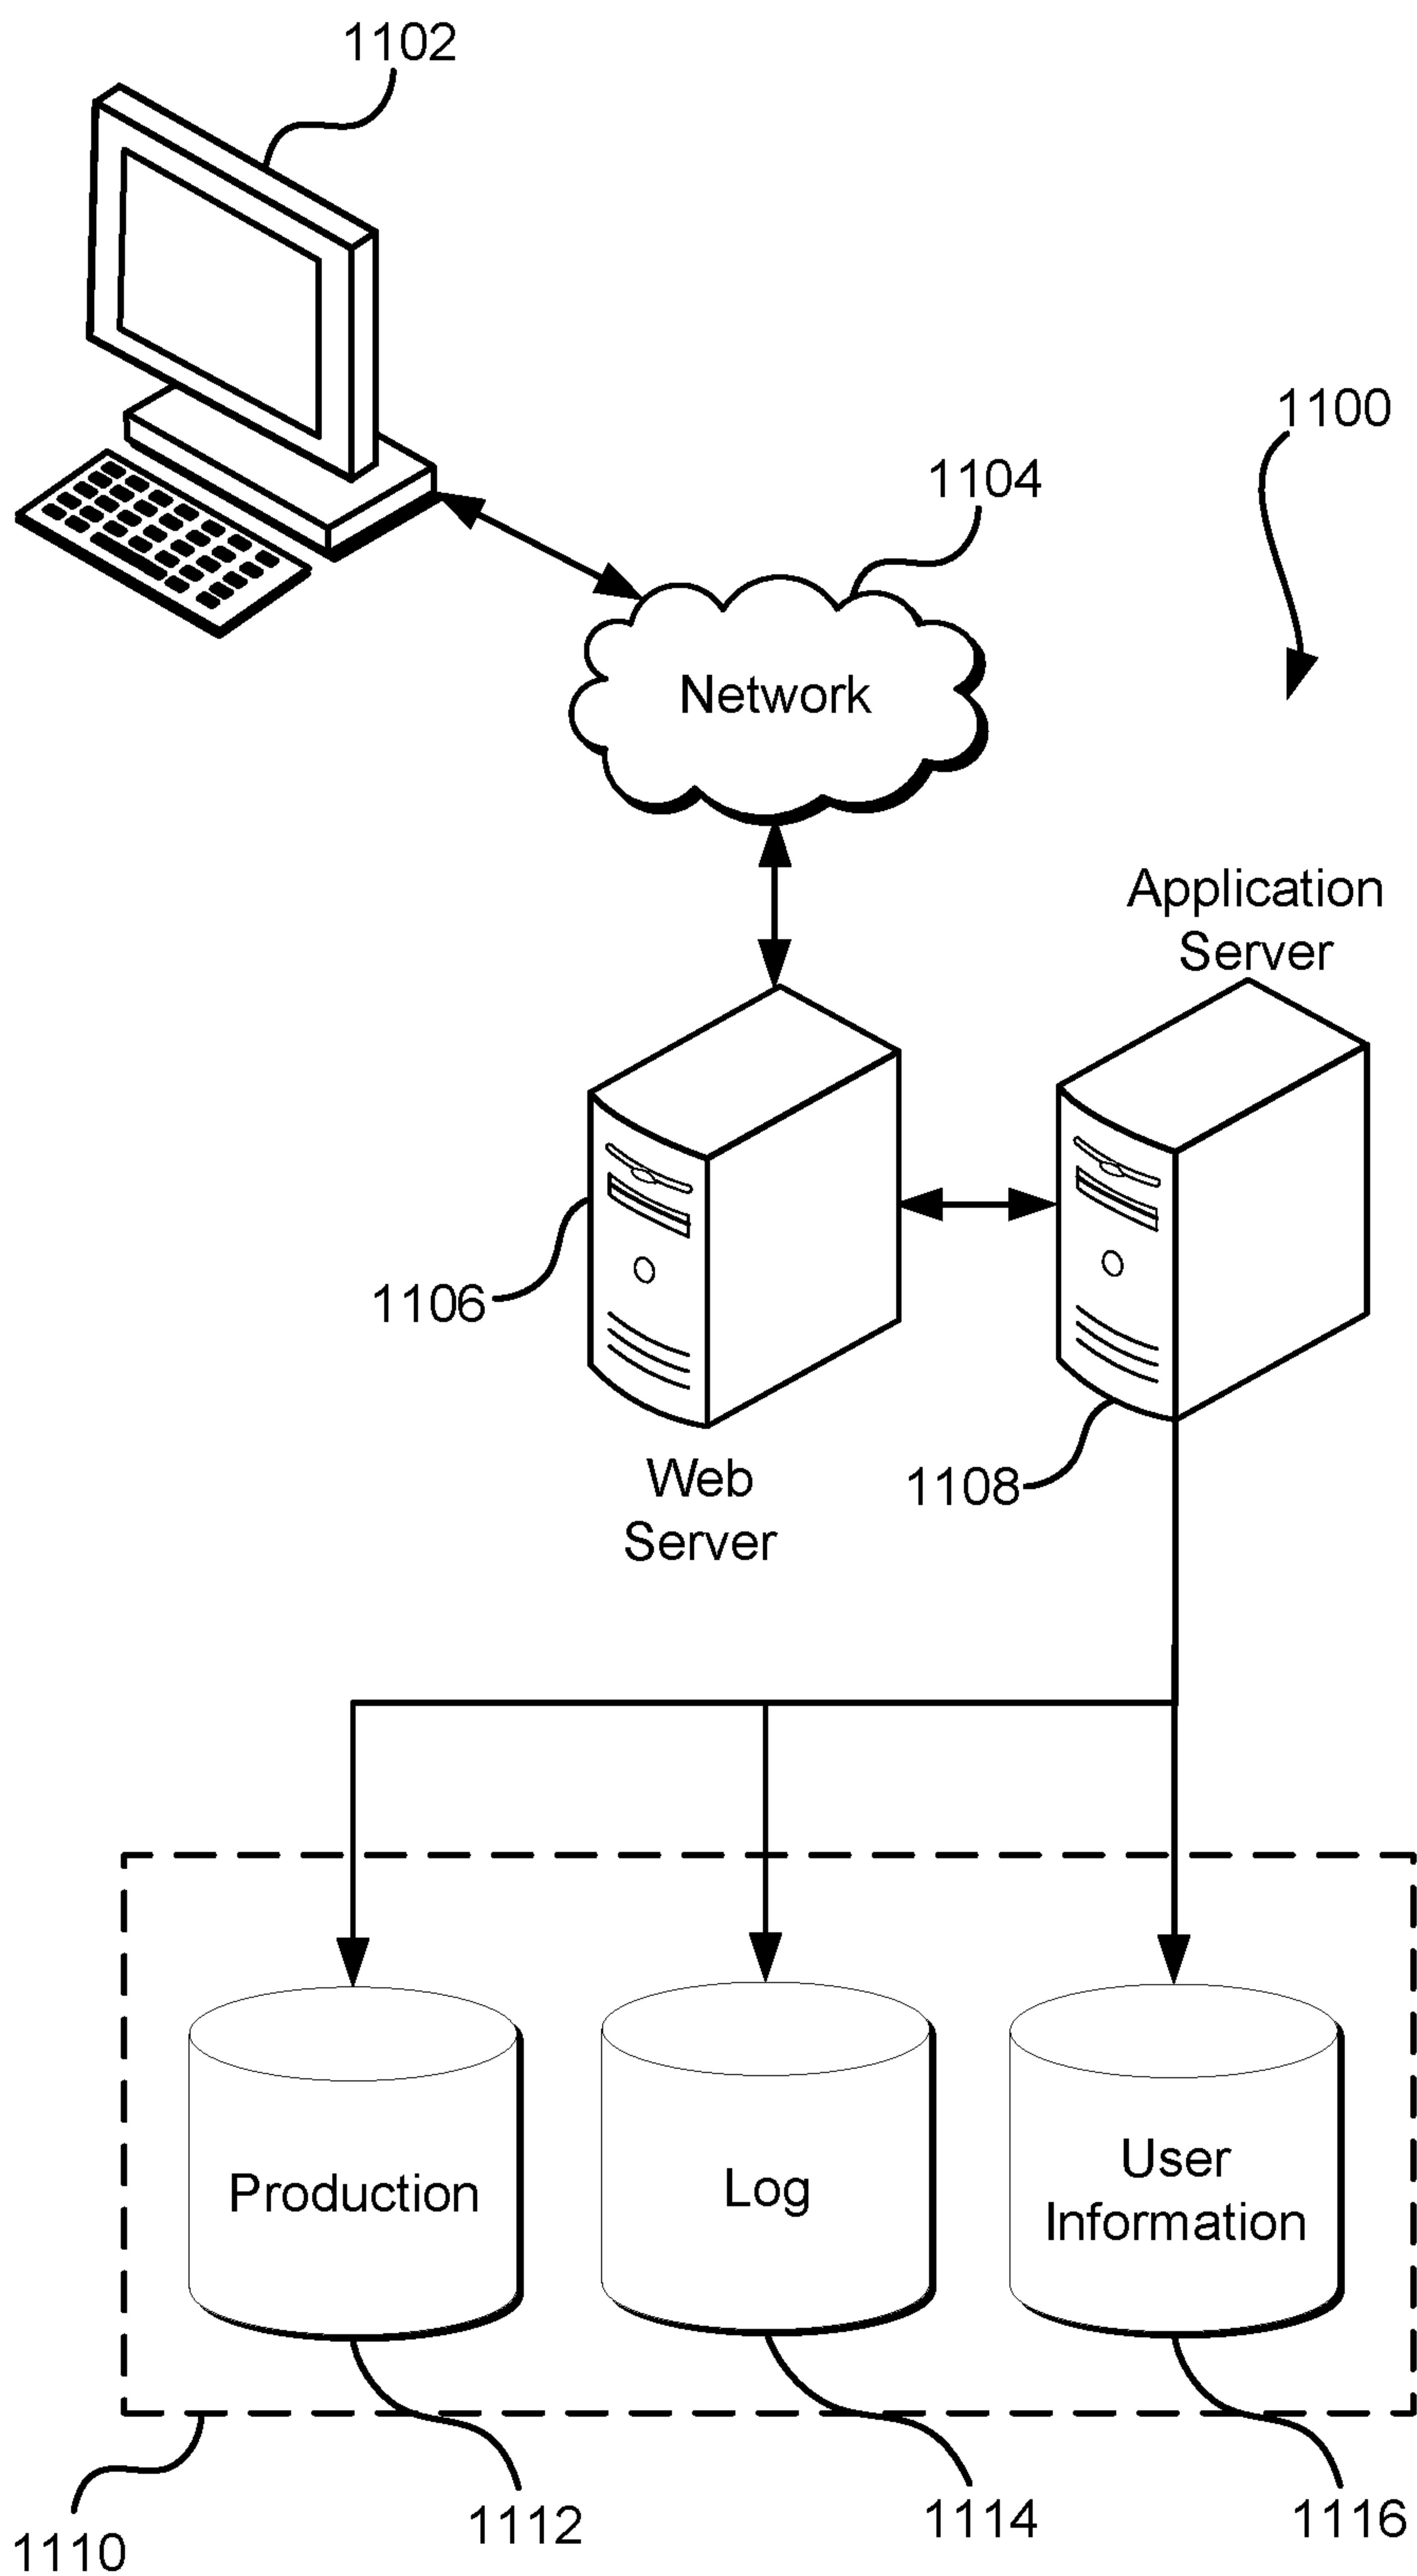 1102
1100
1104
Network
Application
Server
1106
Web
Server
1108
Production
Log
User
Information
1110
1112
1114
1116